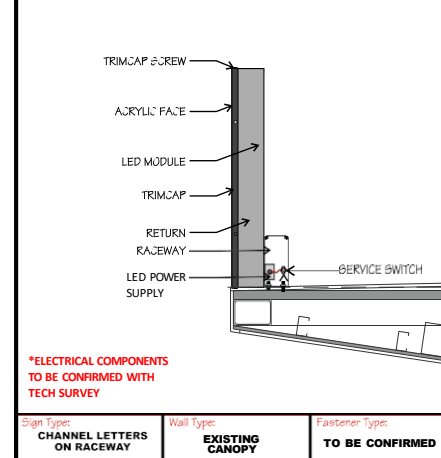 TRIMCAP SCREW
ACRYLIC FACE
LED MODULE
TRIMCAP
RETURN
RACEWAY
LED POWER
SUPPLY
SERVICE SWITCH
*ELECTRICAL COMPONENTS
TO BE CONFIRMED WITH
TECH SURVEY
Sign Type:
CHANNEL LETTERS
ON RACEWAY
Wall Type:
EXISTING
CANOPY
Fastener Type:
TO BE CONFIRMED